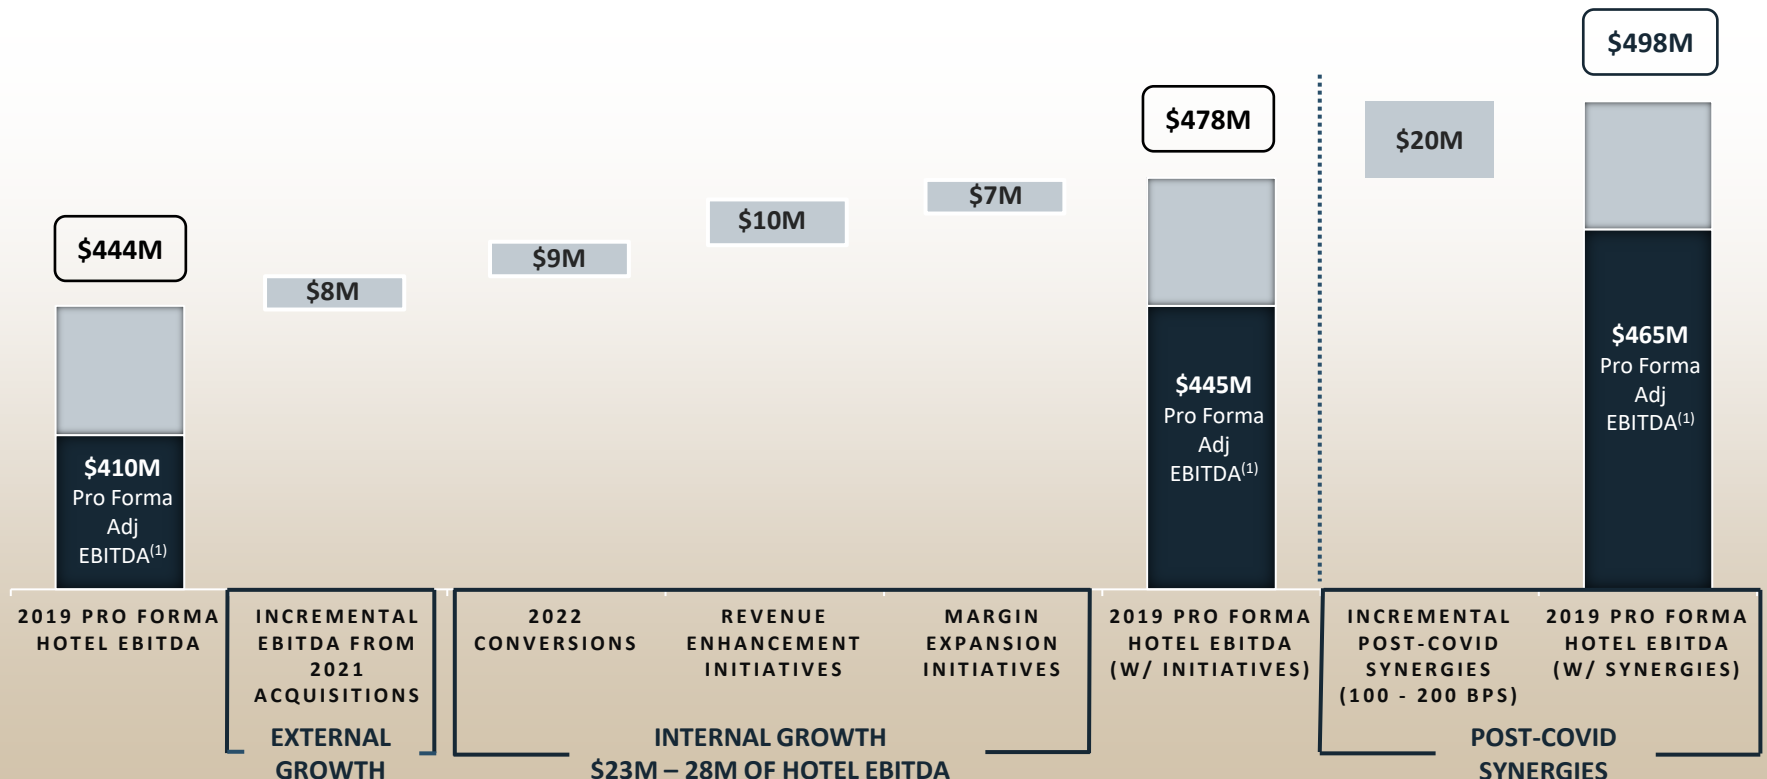 $498M
$478M
$20M
$7M
$10M
$444M
$9M
$8M
$465M
Pro Forma
Adj
EBITDA(1)
$445M
Pro Forma
Adj
EBITDA(1)
$410M
Pro Forma
Adj
EBITDA(1)
2019 PRO FORMA
HOTEL EBITDA
INCREMENTAL
EBITDA FROM
2021
ACQUISITIONS
2022
CONVERSIONS
REVENUE
ENHANCEMENT
INITIATIVES
MARGIN
EXPANSION
INITIATIVES
2019 PRO FORMA
HOTEL EBITDA
(W/ INITIATIVES)
INCREMENTAL
POST-COVID
SYNERGIES
(100 - 200 BPS)
2019 PRO FORMA
HOTEL EBITDA
(W/ SYNERGIES)
EXTERNAL
GROWTH
INTERNAL GROWTH
$23M – 28M OF HOTEL EBITDA
POST-COVID
SYNERGIES